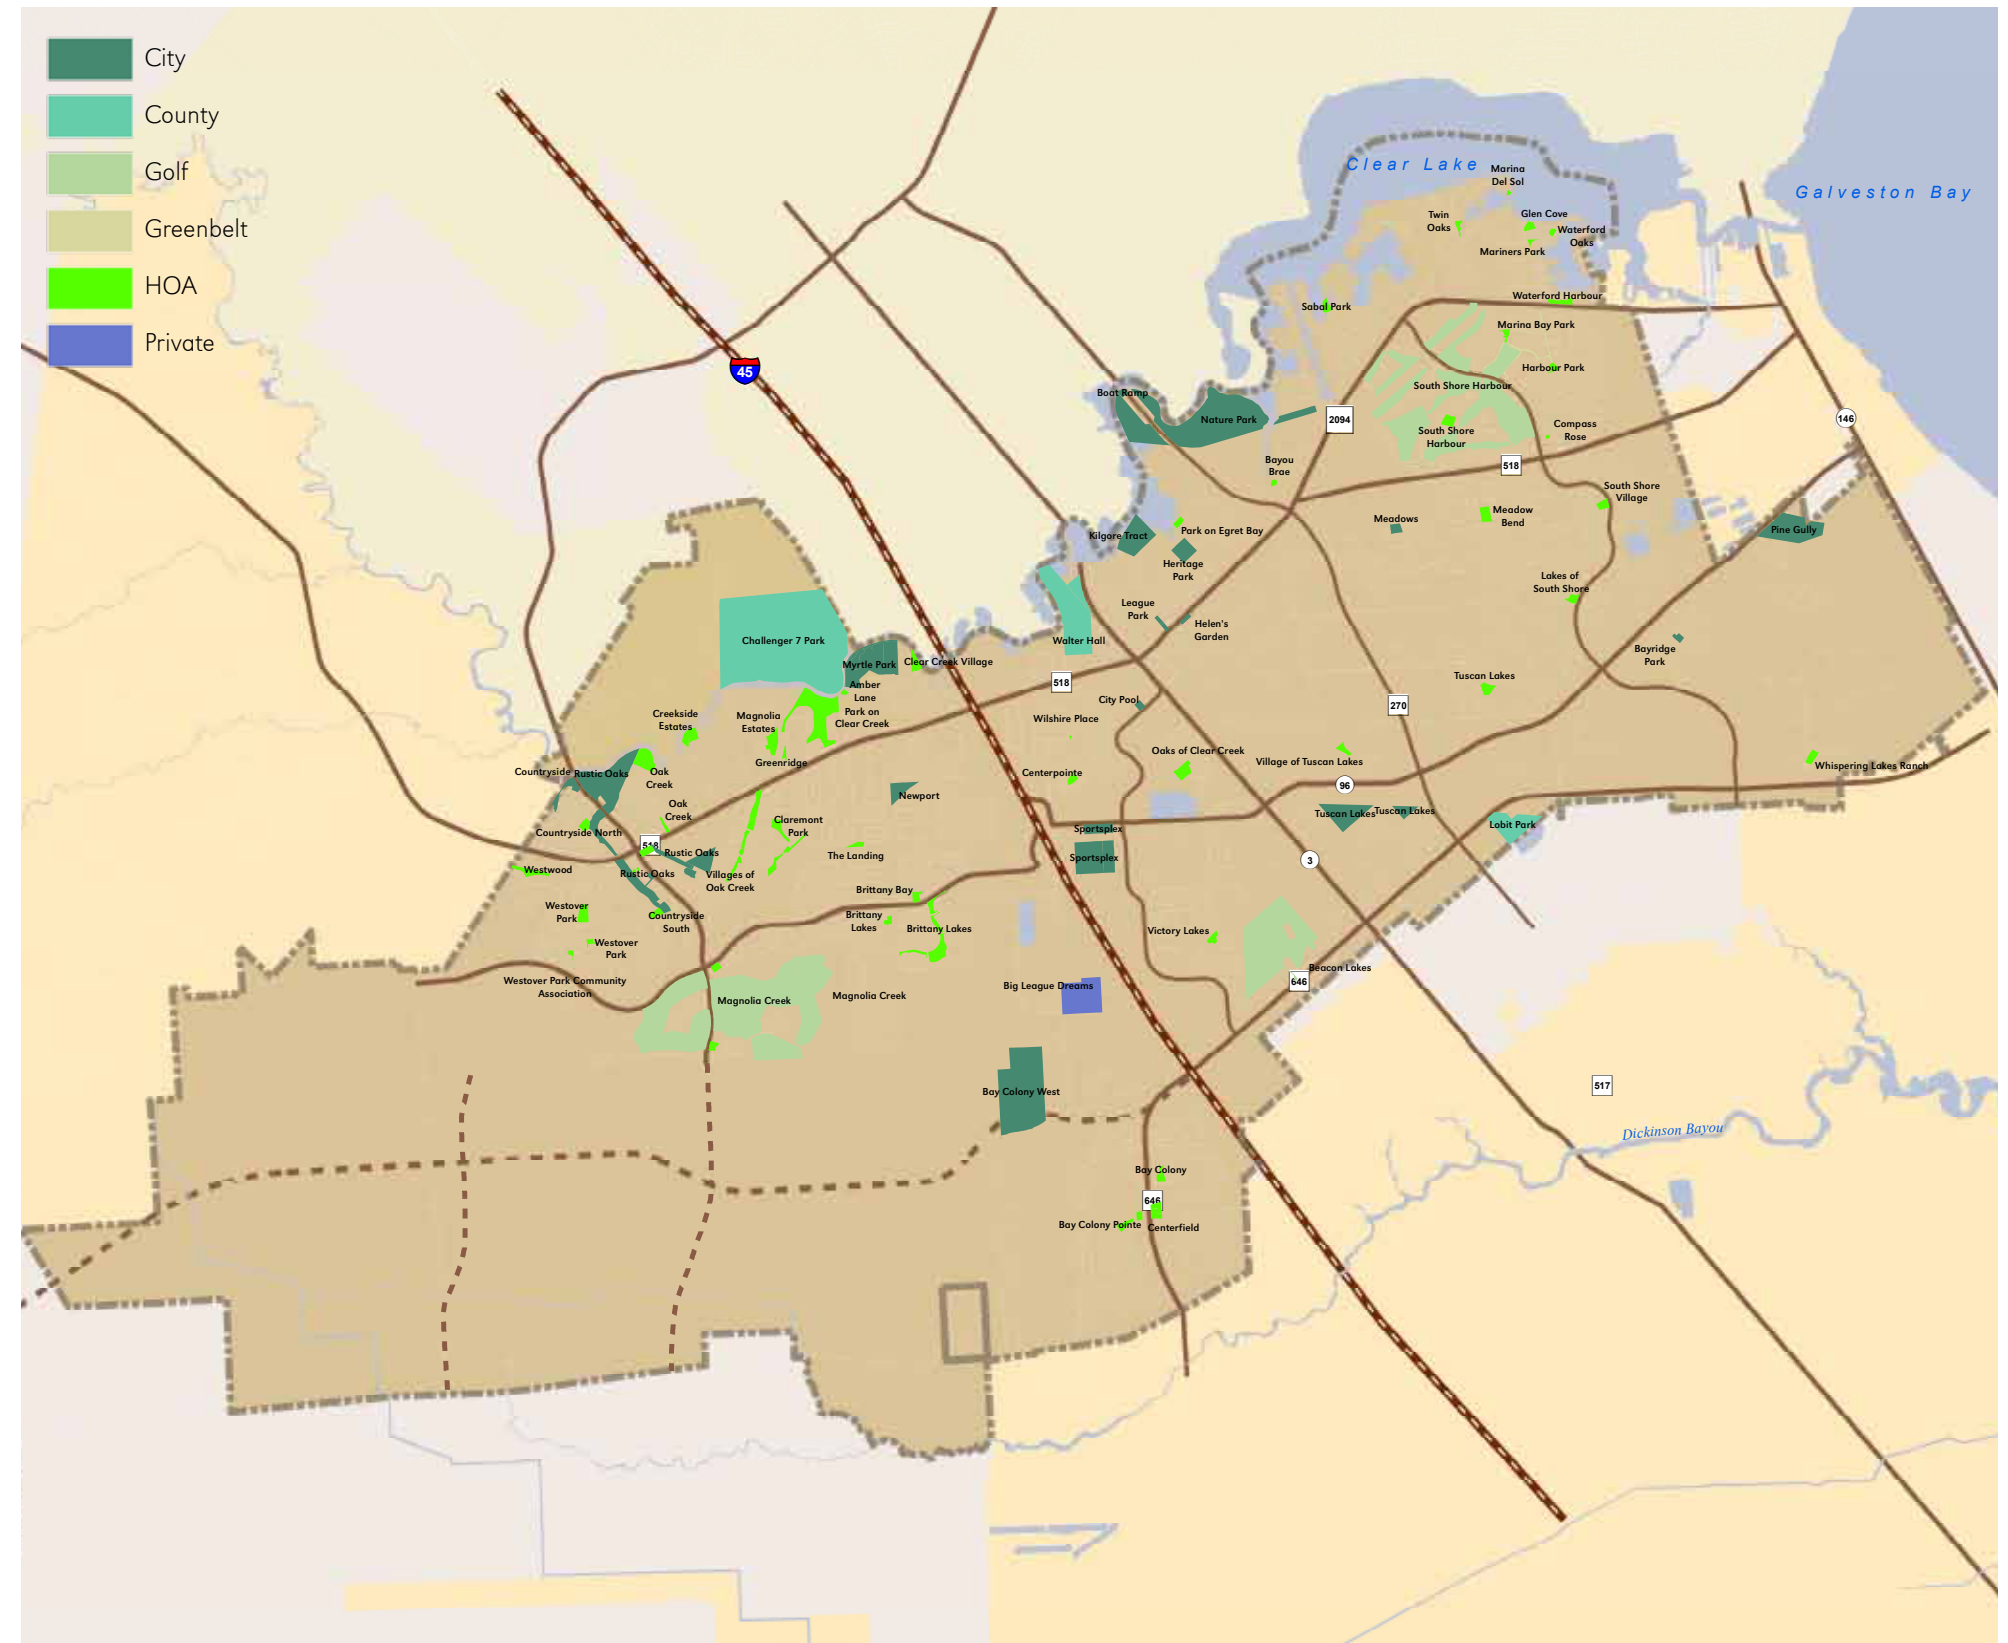 City
County
Golf
Greenbelt
HOA
Private
Clear Lake
Galveston Bay
Marina
Del Sol
Twin
Oaks
Glen Cove
Waterford
Oaks
Mariners Park
Sabal Park
Waterford Harbour
Marina Bay Park
Harbour Park
45
South Shore Harbour
Boat Ramp
Nature Park
2094
South Shore
Harbour
Compass
Rose
146
Bayou
Brae
518
South Shore
Village
Meadows
Meadow
Bend
Pine Gully
Kilgore Tract
Park on Egret Bay
Heritage
Park
Lakes of
South Shore
League
Park
Helen's
Garden
Challenger 7 Park
Walter Hall
Bayridge
Park
Myrtle Park
Clear Creek Village
Amber
Lane
518
Tuscan Lakes
Park on
Clear Creek
City Pool
270
Creekside
Estates
Magnolia
Estates
Wilshire Place
Greenridge
Oaks of Clear Creek
Village of Tuscan Lakes
Whispering Lakes Ranch
Countryside
Rustic Oaks
Oak
Creek
Centerpointe
96
Newport
Oak
Creek
Claremont
Park
Tuscan Lakes
Tuscan Lakes
Lobit Park
Countryside North
Sportsplex
518
Rustic Oaks
The Landing
Sportsplex
3
Westwood
Rustic Oaks
Villages of
Oak Creek
Brittany Bay
Westover
Park
Countryside
South
Brittany
Lakes
Brittany Lakes
Victory Lakes
Westover
Park
Beacon Lakes
646
Westover Park Community
Association
Magnolia Creek
Magnolia Creek
Big League Dreams
Bay Colony West
517
Dickinson Bayou
Bay Colony
646
Bay Colony Pointe
Centerfield